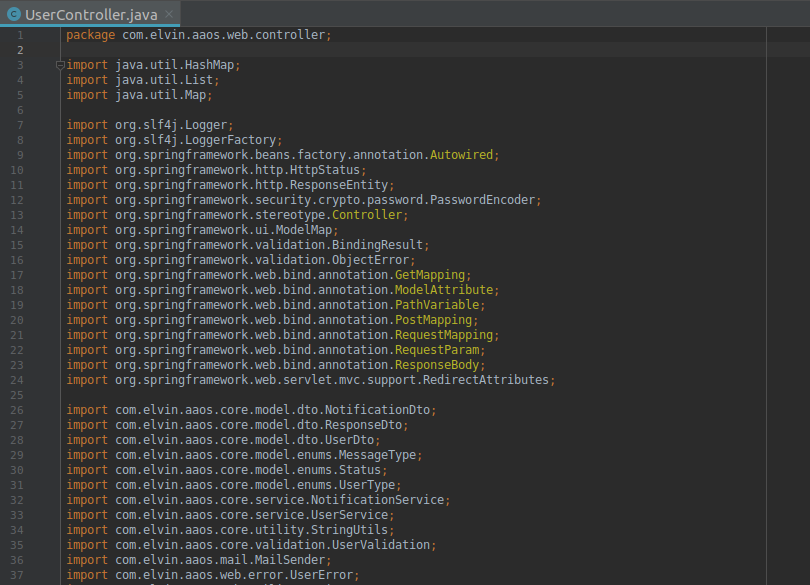 UserController.java
1 package com.elvin.aaos.web.controller;
2
3 import java.util.HashMap;
4 import java.util.List;
5 import java.util.Map;
6
7 import org.slf4j.Logger;
8 import org.slf4j.LoggerFactory;
9 import org.springframework.beans.factory.annotation.Autowired;
10 import org.springframework.http.HttpStatus;
11 import org.springframework.http.ResponseEntity;
12 import org.springframework.security.crypto.password.PasswordEncoder;
13 import org.springframework.stereotype.Controller;
14 import org.springframework.ui.ModelMap;
15 import org.springframework.validation.BindingResult;
16 import org.springframework.validation.ObjectError;
17 import org.springframework.web.bind.annotation.GetMapping;
18 import org.springframework.web.bind.annotation.ModelAttribute;
19 import org.springframework.web.bind.annotation.PathVariable;
20 import org.springframework.web.bind.annotation.PostMapping;
21 import org.springframework.web.bind.annotation.RequestMapping;
22 import org.springframework.web.bind.annotation.RequestParam;
23 import org.springframework.web.bind.annotation.ResponseBody;
24 import org.springframework.web.servlet.mvc.support.RedirectAttributes;
25
26 import com.elvin.aaos.core.model.dto.NotificationDto;
27 import com.elvin.aaos.core.model.dto.ResponseDto;
28 import com.elvin.aaos.core.model.dto.UserDto;
29 import com.elvin.aaos.core.model.enums.MessageType;
30 import com.elvin.aaos.core.model.enums.Status;
31 import com.elvin.aaos.core.model.enums.UserType;
32 import com.elvin.aaos.core.service.NotificationService;
33 import com.elvin.aaos.core.service.UserService;
34 import com.elvin.aaos.core.utility.StringUtils;
35 import com.elvin.aaos.core.validation.UserValidation;
36 import com.elvin.aaos.mail.MailSender;
37 import com.elvin.aaos.web.error.UserError;